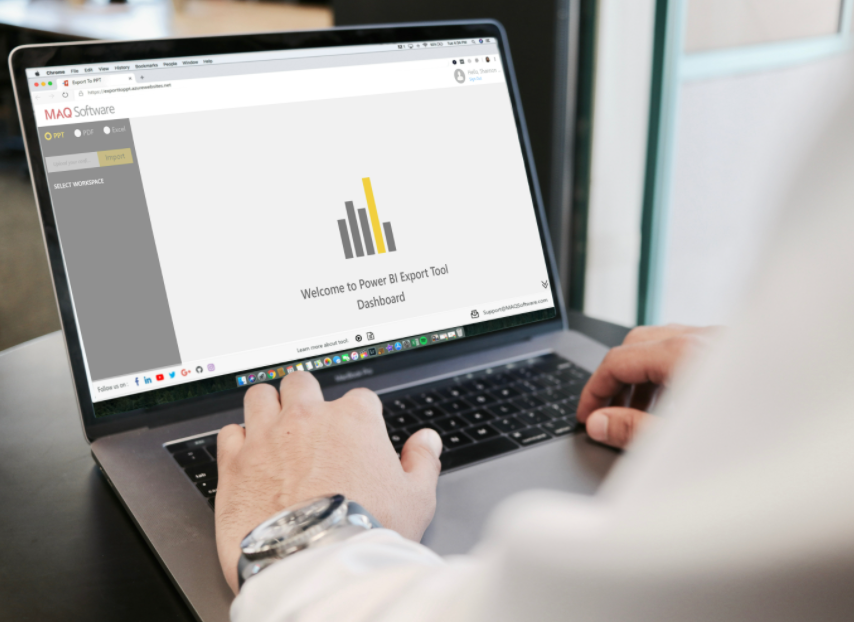 Chrome File Edit View History Bookmarks People Window Help
Export To PPT
https://exporttoppt.azurewebsites.net
MAQ Software
Hello,
PPT PDF Excel
Import
SELECT WORKSPACE
Welcome to Power BI Export Tool
Dashboard
Support@MAQSoftware.com
Learn more about tool:
Follow us on :
MacBook Pro